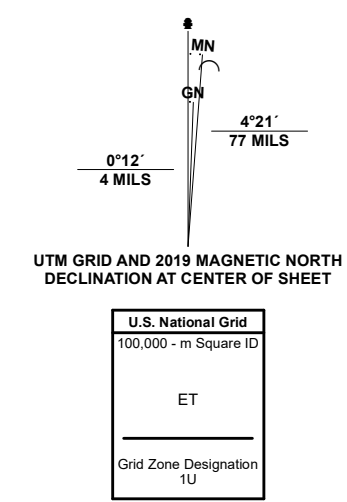 MN
GN
4°21´
77 MILS
0°12´
4 MILS
UTM GRID AND 2019 MAGNETIC NORTH
DECLINATION AT CENTER OF SHEET
U.S. National Grid
100,000 - m Square ID
ET
Grid Zone Designation
1U